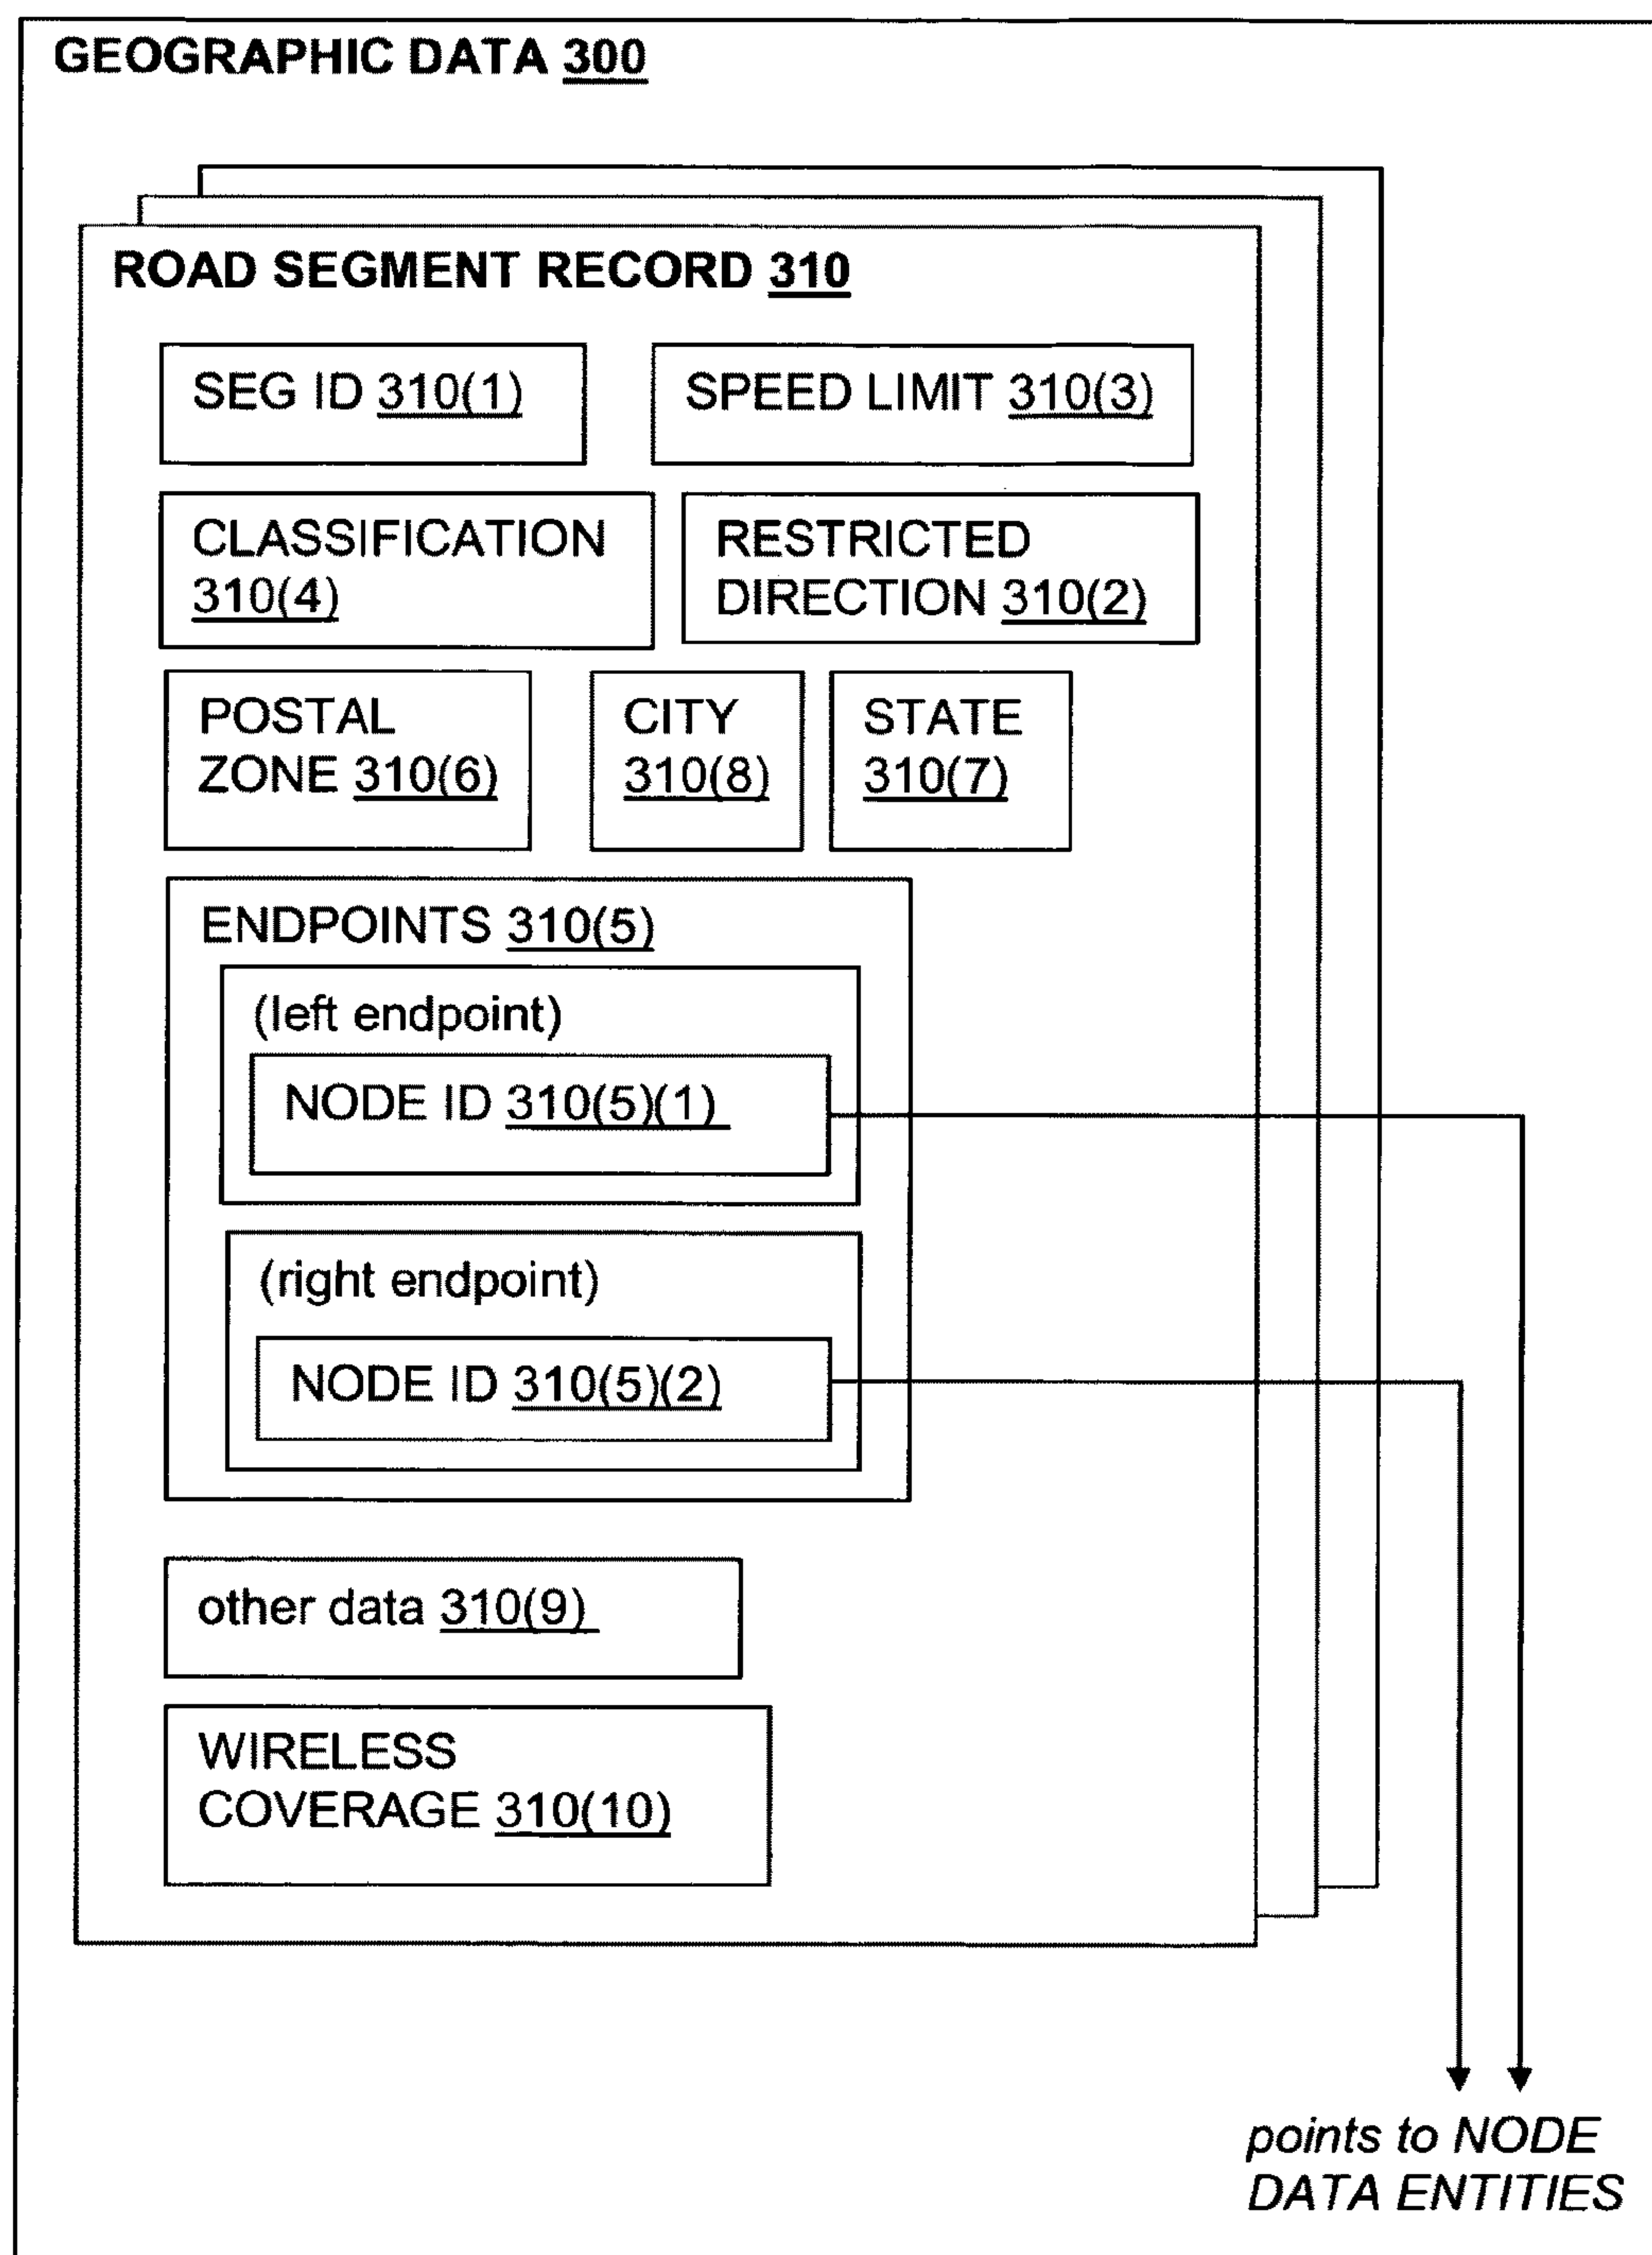 GEOGRAPHIC DATA 300
ROAD SEGMENT RECORD 310
SEG ID 310(1)
SPEED LIMIT 310(3)
CLASSIFICATION
310(4)
RESTRICTED
DIRECTION 310(2)
POSTAL
ZONE 310(6)
CITY
310(8)
STATE
310(7)
ENDPOINTS 310(5)
(left endpoint)
NODE ID 310(5)(1)
(right endpoint)
NODE ID 310(5)(2)
other data 310(9)
WIRELESS
COVERAGE 310(10)
points to NODE
DATA ENTITIES